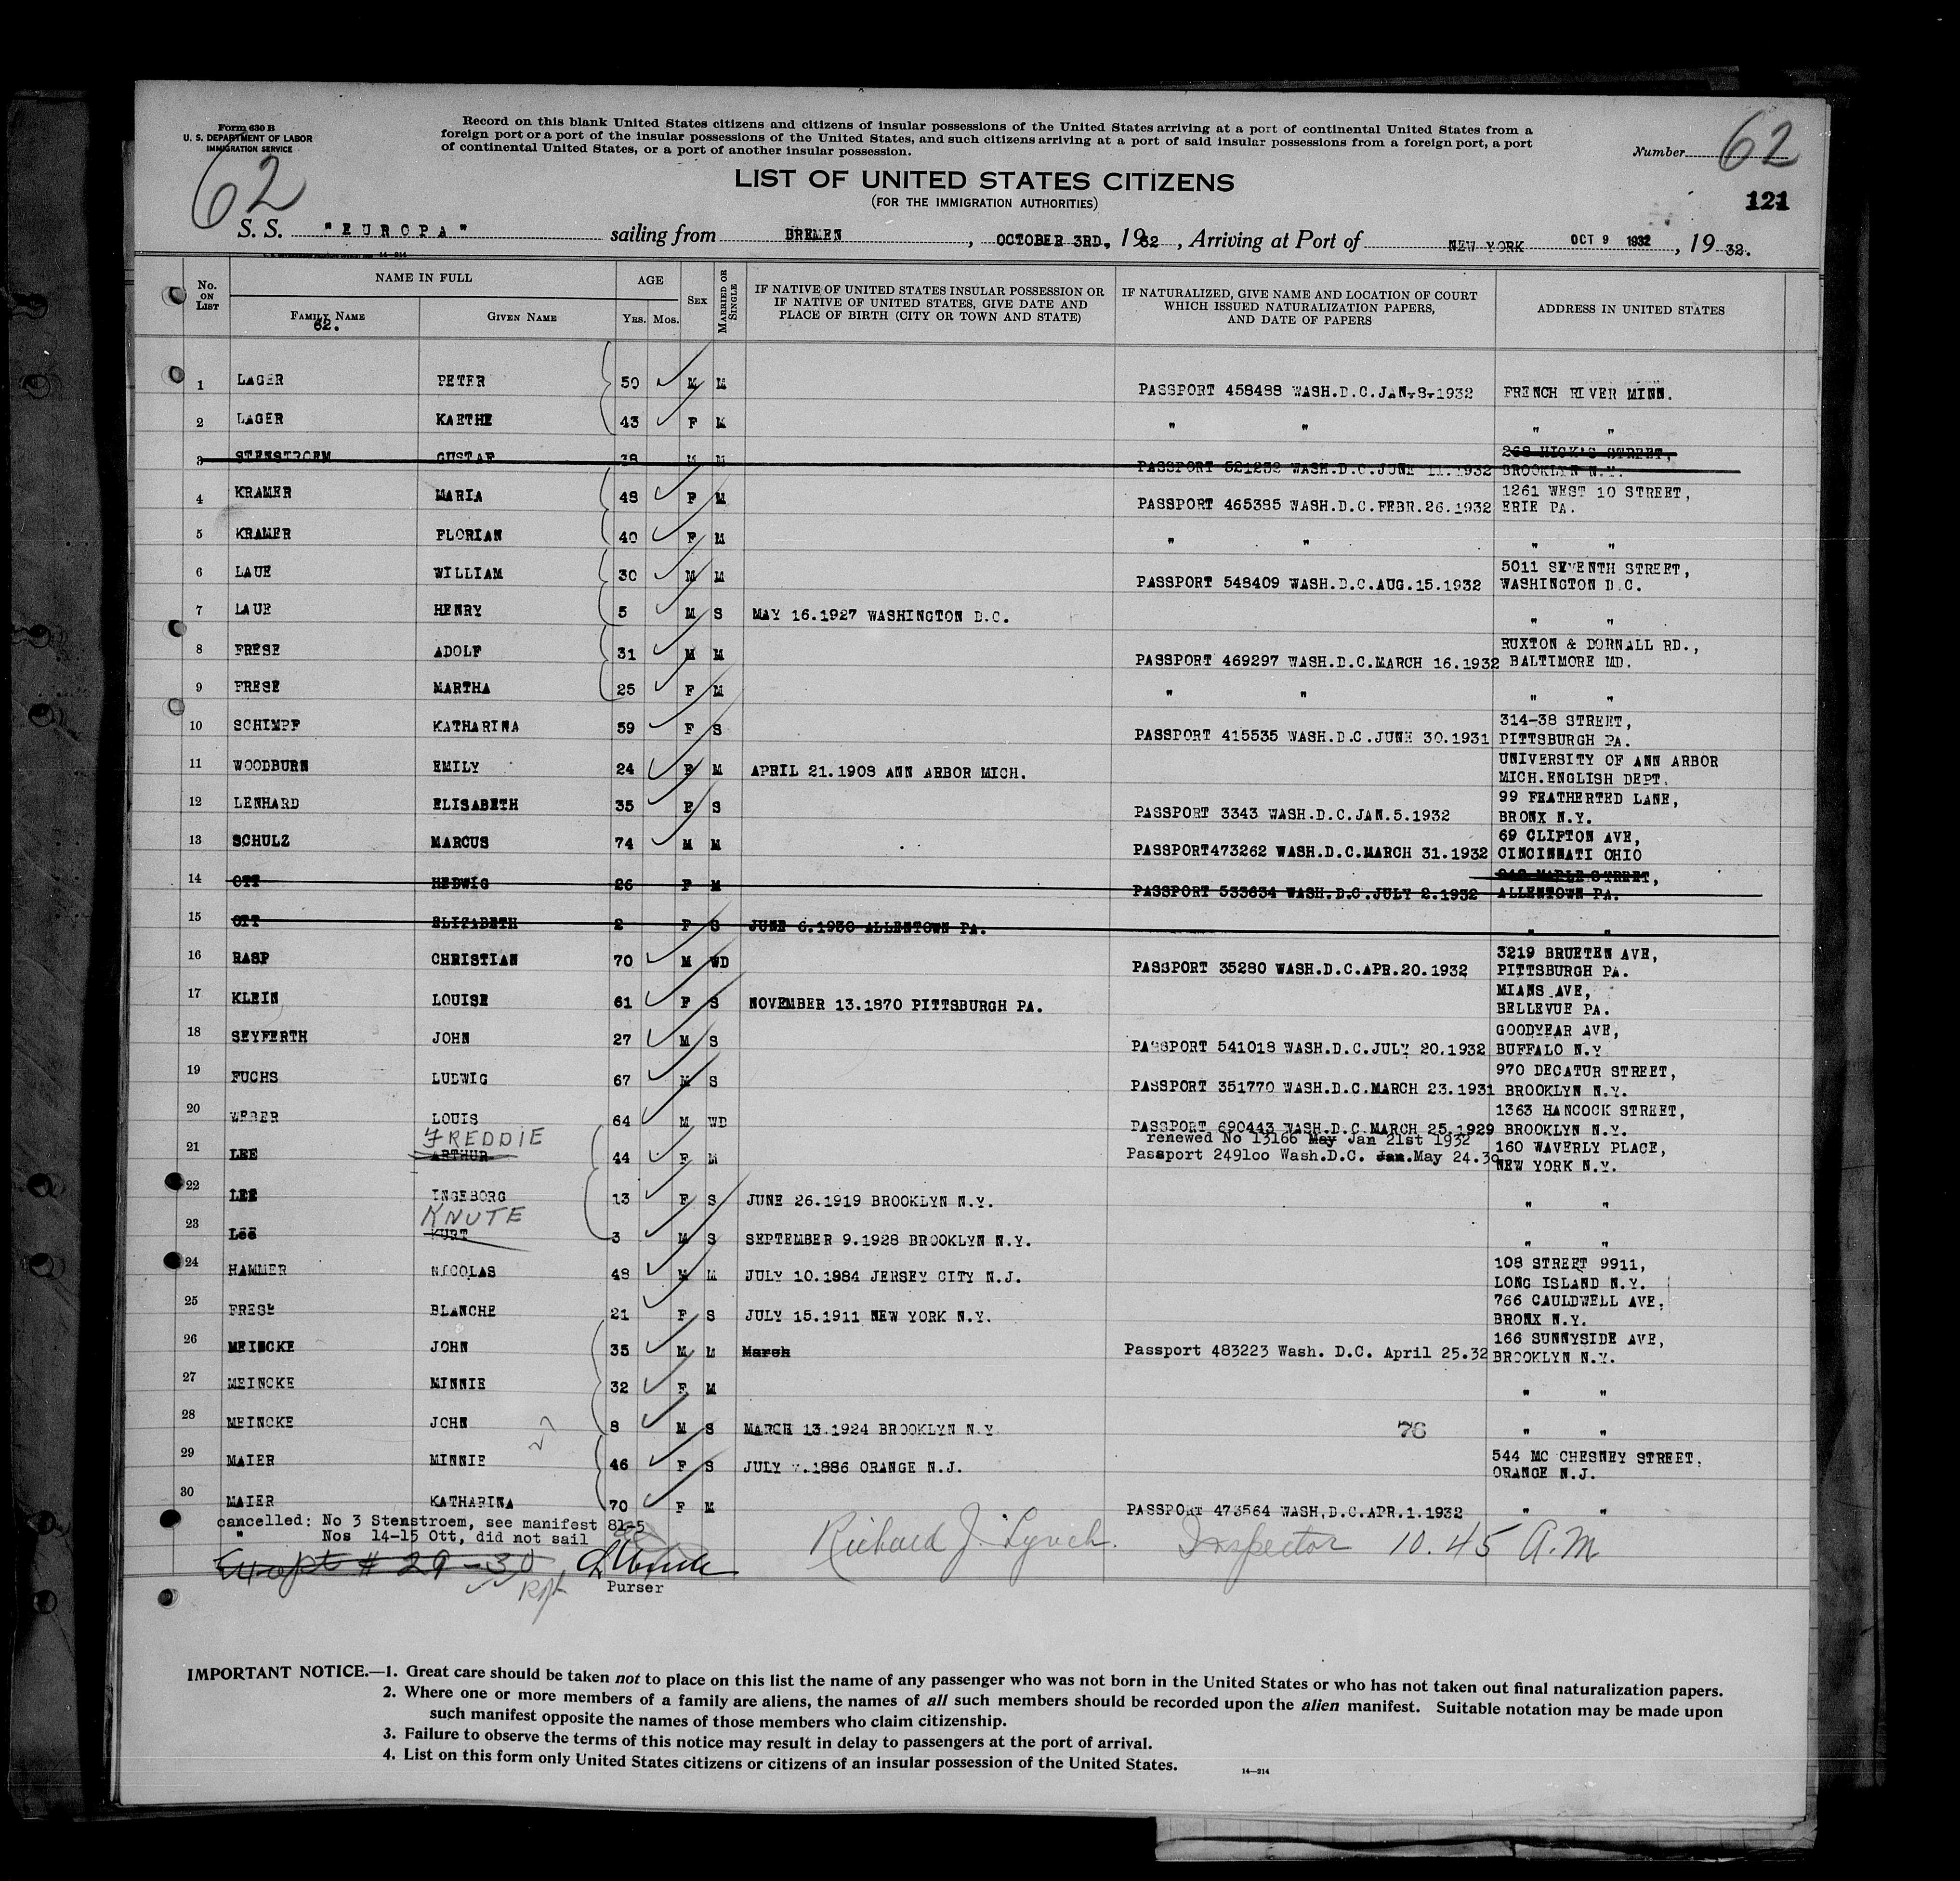 Form 630 B
U. S. DEPARTMENT OF LABOR
IMMIGRATION SERVICE
62
Record on this blank United States citizens and citizens of insular possessions of the United States arriving at a port of continental United States from a
foreign port or a port of the insular possessions of the United States, and such citizens arriving at a port of said insular possessions from a foreign port, a port
of continental United States, or a port of another insular possession.
Number 62
LIST OF UNITED STATES CITIZENS
(FOR THE IMMIGRATION AUTHORITIES)
121
S. S. "EUROPA" sailing from BREMEN, OCTOBER 3RD, 1932, Arriving at Port of NEW YORK OCT 9 1932, 1932.
No. ON LIST NAME IN FULL AGE SEX MARRIED OR SINGLE IF NATIVE OF UNITED STATES INSULAR POSSESSION OR IF NATIVE OF UNITED STATES, GIVE DATE AND PLACE OF BIRTH (CITY OR TOWN AND STATE) IF NATURALIZED, GIVE NAME AND LOCATION OF COURT WHICH ISSUED NATURALIZATION PAPERS, AND DATE OF PAPERS ADDRESS IN UNITED STATES
FAMILY NAME GIVEN NAME YRS. MOS.
62.
1 LAGER PETER 50 M M PASSPORT 458488 WASH.D.C.JAN.8.1932 FRENCH RIVER MINN.
2 LAGER KAETHE 43 F M " " " "
3 STENSTROEM GUSTAF 38 M M PASSPORT 521232 WASH.D.C.JUNE 11.1932 268 HICK'S STREET, BROOKLYN N.Y.
4 KRAMER MARIA 48 F M PASSPORT 465385 WASH.D.C.FEBR.26.1932 1261 WEST 10 STREET, ERIE PA.
5 KRAMER FLORIAN 40 F M " " " "
6 LAUE WILLIAM 30 M M PASSPORT 548409 WASH.D.C.AUG.15.1932 5011 SEVENTH STREET, WASHINGTON D.C.
7 LAUE HENRY 5 M S MAY 16.1927 WASHINGTON D.C. " "
8 FRESE ADOLF 31 M M PASSPORT 469297 WASH.D.C.MARCH 16.1932 RUXTON & DORNALL RD., BALTIMORE MD.
9 FRESE MARTHA 25 F M " " " "
10 SCHIMPF KATHARINA 59 F S PASSPORT 415535 WASH.D.C.JUNE 30.1931 314-38 STREET, PITTSBURGH PA.
11 WOODBURN EMILY 24 F M APRIL 21.1908 ANN ARBOR MICH. UNIVERSITY OF ANN ARBOR MICH.ENGLISH DEPT.
12 LENHARD ELISABETH 35 F S PASSPORT 3343 WASH.D.C.JAN.5.1932 99 FEATHERTED LANE, BRONX N.Y.
13 SCHULZ MARCUS 74 M M PASSPORT473262 WASH.D.C.MARCH 31.1932 69 CLIFTON AVE, CINCINNATI OHIO
14 OTT HEDWIG 26 F M PASSPORT 533634 WASH.D.C.JULY 2.1932 MAPLE STREET, ALLENTOWN PA.
15 OTT ELIZABETH 2 F S JUNE 6.1930 ALLENTOWN PA. " "
16 RASP CHRISTIAN 70 M WD PASSPORT 35280 WASH.D.C.APR.20.1932 3219 BRUETEN AVE, PITTSBURGH PA.
17 KLEIN LOUISE 61 F S NOVEMBER 13.1870 PITTSBURGH PA. MIANS AVE, BELLEVUE PA.
18 SEYFERTH JOHN 27 M S PASSPORT 541018 WASH.D.C.JULY 20.1932 GOODYEAR AVE, BUFFALO N.Y
19 FUCHS LUDWIG 67 M S PASSPORT 351770 WASH.D.C.MARCH 23.1931 970 DECATUR STREET, BROOKLYN N.Y.
20 WEBER LOUIS 64 M WD PASSPORT 690443 WASH.D.C.MARCH 25.1929 1363 HANCOCK STREET, BROOKLYN N.Y.
FREDDIE renewed No 13166 May Jan 21st 1932
21 LEE ARTHUR 44 F M Passport 249100 Wash.D.C. Jan.May 24.30 160 WAVERLY PLACE, NEW YORK N.Y.
22 LEE INGEBORG 13 F S JUNE 26.1919 BROOKLYN N.Y. " "
KNUTE
23 Lee KURT 3 M S SEPTEMBER 9.1928 BROOKLYN N.Y. " "
24 HAMMER NICOLAS 48 M M JULY 10.1884 JERSEY CITY N.J. 108 STREET 9911, LONG ISLAND N.Y.
25 FRESE BLANCHE 21 F S JULY 15.1911 NEW YORK N.Y. 766 CAULDWELL AVE, BRONX N.Y.
26 MEINCKE JOHN 35 M M March Passport 483223 Wash. D.C. April 25.32 166 SUNNYSIDE AVE, BROOKLYN N.Y.
27 MEINCKE MINNIE 32 F M " "
28 MEINCKE JOHN 8 M S MARCH 13.1924 BROOKLYN N.Y 76 " "
29 MAIER MINNIE 46 F S JULY .1886 ORANGE N.J. 544 MC CHESNEY STREET, ORANGE N.J.
30 MAIER KATHARINA 70 F M PASSPORT 473564 WASH.D.C.APR.1.1932 " "
cancelled: No 3 Stenstroem, see manifest 81-5
" Nos 14-15 Ott, did not sail
Except # 29-30
Richard J. Lynch. Inspector 10.45 A.M
Purser
IMPORTANT NOTICE.—1. Great care should be taken not to place on this list the name of any passenger who was not born in the United States or who has not taken out final naturalization papers.
2. Where one or more members of a family are aliens, the names of all such members should be recorded upon the alien manifest. Suitable notation may be made upon
such manifest opposite the names of those members who claim citizenship.
3. Failure to observe the terms of this notice may result in delay to passengers at the port of arrival.
4. List on this form only United States citizens or citizens of an insular possession of the United States.
14—214